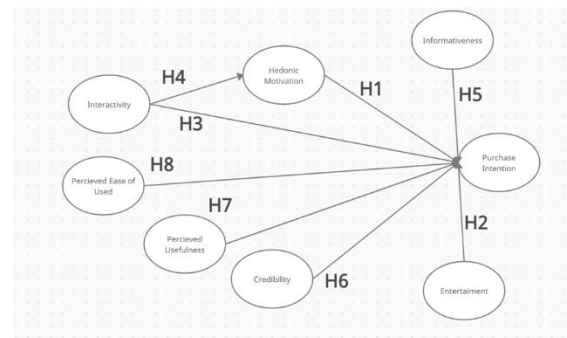 Informativeness
Hedonic
Motivation
H4
H1
H5
Interactivity
H3
Purchase
Intention
H8
Percieved Ease of
Used
H7
H2
Percieved
Usefulness
Credibility
H6
Entertaiment